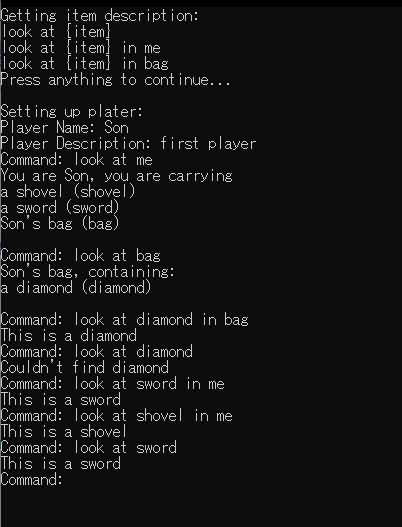 Getting item description:
look at {item}
look at {item} in me
look at {item} in bag
Press anything to continue...
Setting up plater:
Player Name: Son
Player Description: first player
Command: look at me
You are Son, you are carrying
a shovel (shovel)
a sword (sword)
Son's bag (bag)
Command: look at bag
Son's bag, containing:
a diamond (diamond)
Command: look at diamond in bag
This is a diamond
Command: look at diamond
Couldn't find diamond
Command: look at sword in me
This is a sword
Command: look at shovel in me
This is a shovel
Command: look at sword
This is a sword
Command: